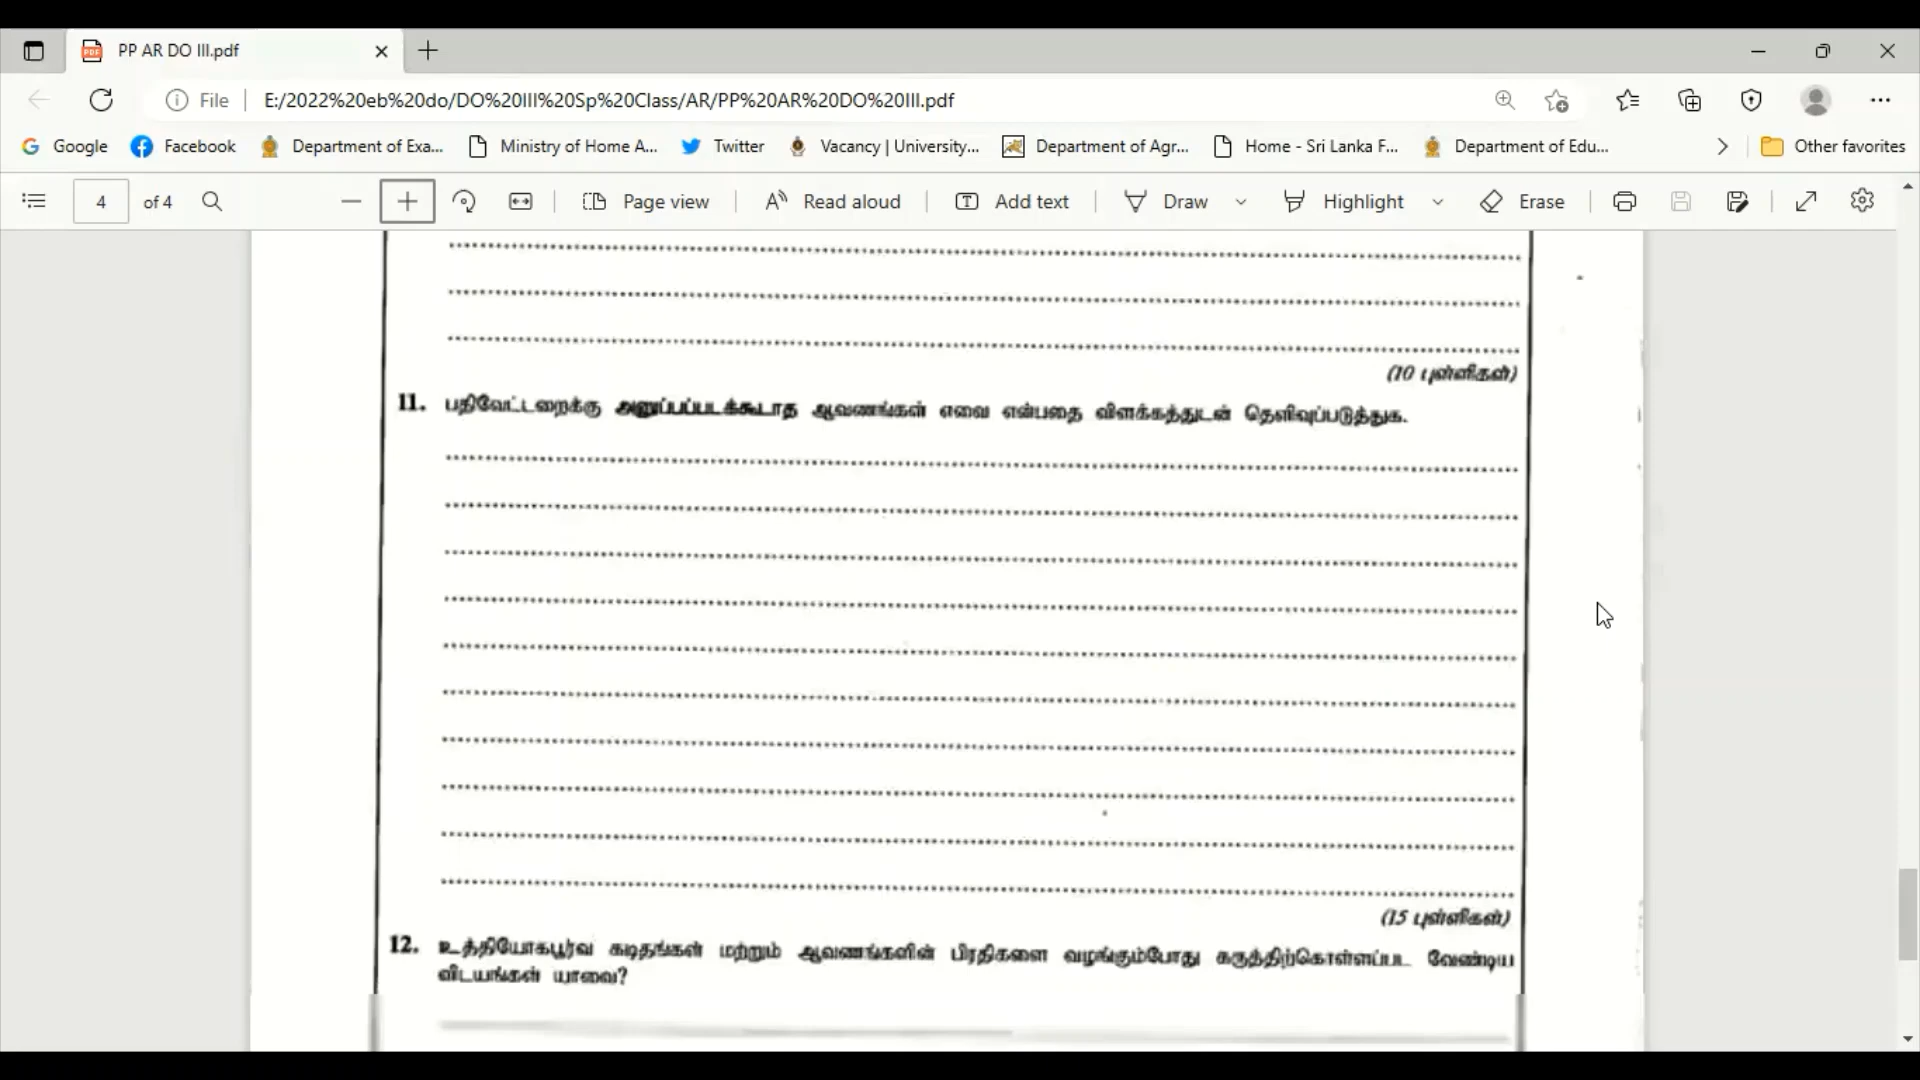 PP AR DO III.pdf
File
E:/2022%20eb%20do/DO%20III%20Sp%20Class/AR/PP%20AR%20DO%20III.pdf
Google Facebook Department of Exa... Ministry of Home A... Twitter Vacancy | University... Department of Agr... Home - Sri Lanka F... Department of Edu... Other favorites
4 of 4 Page view Read aloud Add text Draw Highlight Erase
(10 புள்ளிகள்)
11. பதிவேட்டறைக்கு அனுப்பப்படக்கூடாத ஆவணங்கள் எவை என்பதை விளக்கத்துடன் தெளிவுப்படுத்துக.
(15 புள்ளிகள்)
12. உத்தியோகபூர்வ கடிதங்கள் மற்றும் ஆவணங்களின் பிரதிகளை வழங்கும்போது கருத்திற்கொள்ளப்பட வேண்டிய
விடயங்கள் யாவை?